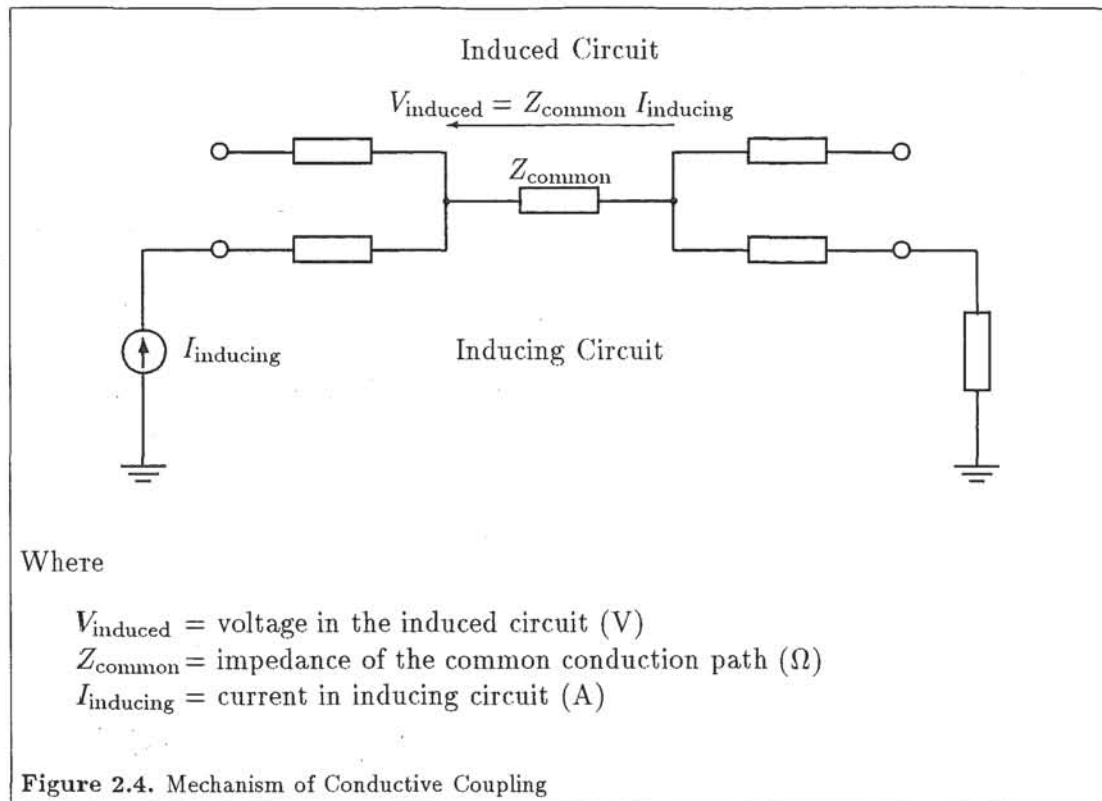 Induced Circuit
V_induced = Z_common I_inducing
Z_common
I_inducing
Inducing Circuit
Where
V_induced = voltage in the induced circuit (V)
Z_common = impedance of the common conduction path (Ω)
I_inducing = current in inducing circuit (A)
Figure 2.4. Mechanism of Conductive Coupling